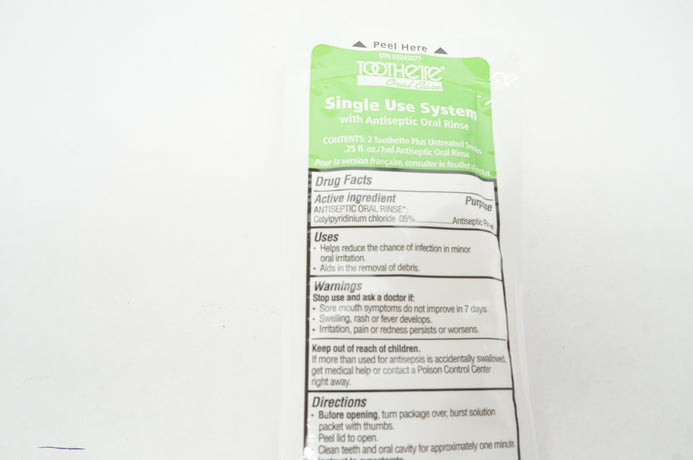 Peel Here
DIN 02242571
TOOTHETTE®
Oral Care
Single Use System
with Antiseptic Oral Rinse
CONTENTS: 2 Toothette Plus Untreated Swabs
.25 fl. oz./7ml Antiseptic Oral Rinse
Pour la version française, consulter le feuillet d'inclus
Drug Facts
Active ingredient Purpose
ANTISEPTIC ORAL RINSE*:
Cetylpyridinium chloride .05% Antiseptic Rinse
Uses
• Helps reduce the chance of infection in minor
oral irritation.
• Aids in the removal of debris.
Warnings
Stop use and ask a doctor if:
• Sore mouth symptoms do not improve in 7 days.
• Swelling, rash or fever develops.
• Irritation, pain or redness persists or worsens.
Keep out of reach of children.
If more than used for antisepsis is accidentally swallowed,
get medical help or contact a Poison Control Center
right away.
Directions
• Before opening, turn package over, burst solution
packet with thumbs.
Peel lid to open.
Clean teeth and oral cavity for approximately one minute.